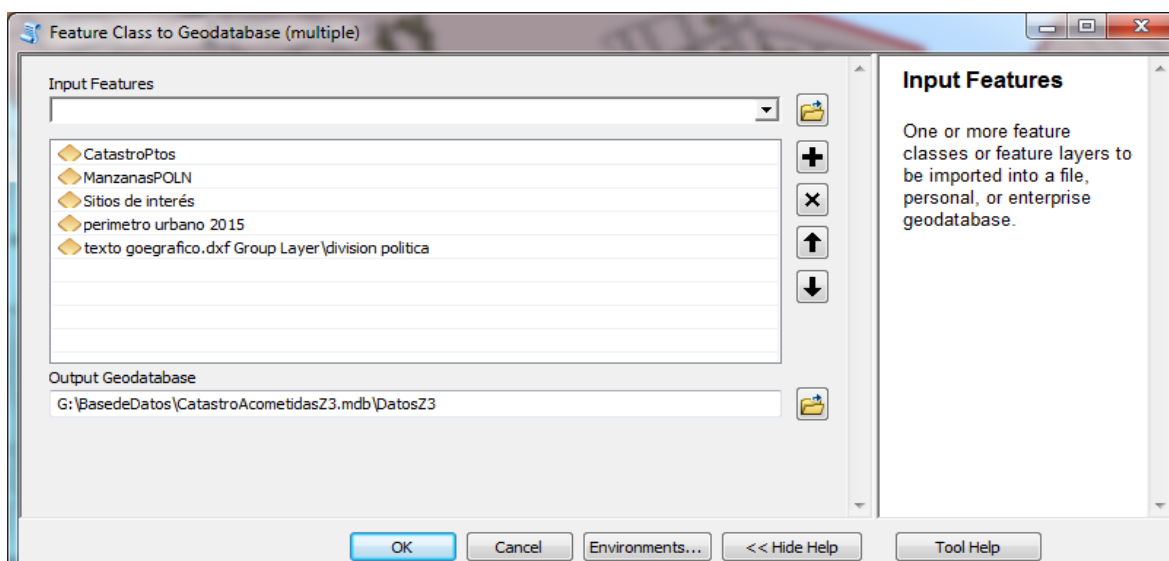 Feature Class to Geodatabase (multiple)
Input Features
CatastroPtos
ManzanasPOLN
Sitios de interés
perimetro urbano 2015
texto goegrafico.dxf Group Layer\division politica
Output Geodatabase
G:\BasedeDatos\CatastroAcometidasZ3.mdb\DatosZ3
OK
Cancel
Environments...
<< Hide Help
Input Features
One or more feature
classes or feature layers to
be imported into a file,
personal, or enterprise
geodatabase.
Tool Help